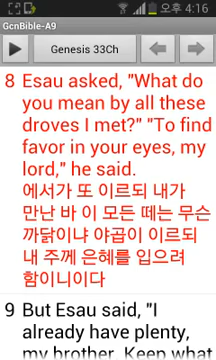 오후 4:16
GcnBible-A9
Genesis 33Ch
8 Esau asked, "What do
you mean by all these
droves I met?" "To find
favor in your eyes, my
lord," he said.
에서가 또 이르되 내가
만난 바 이 모든 떼는 무슨
까닭이냐 야곱이 이르되
내 주께 은혜를 입으려
함이니이다
9 But Esau said, "I
already have plenty,
my brother. Keep what